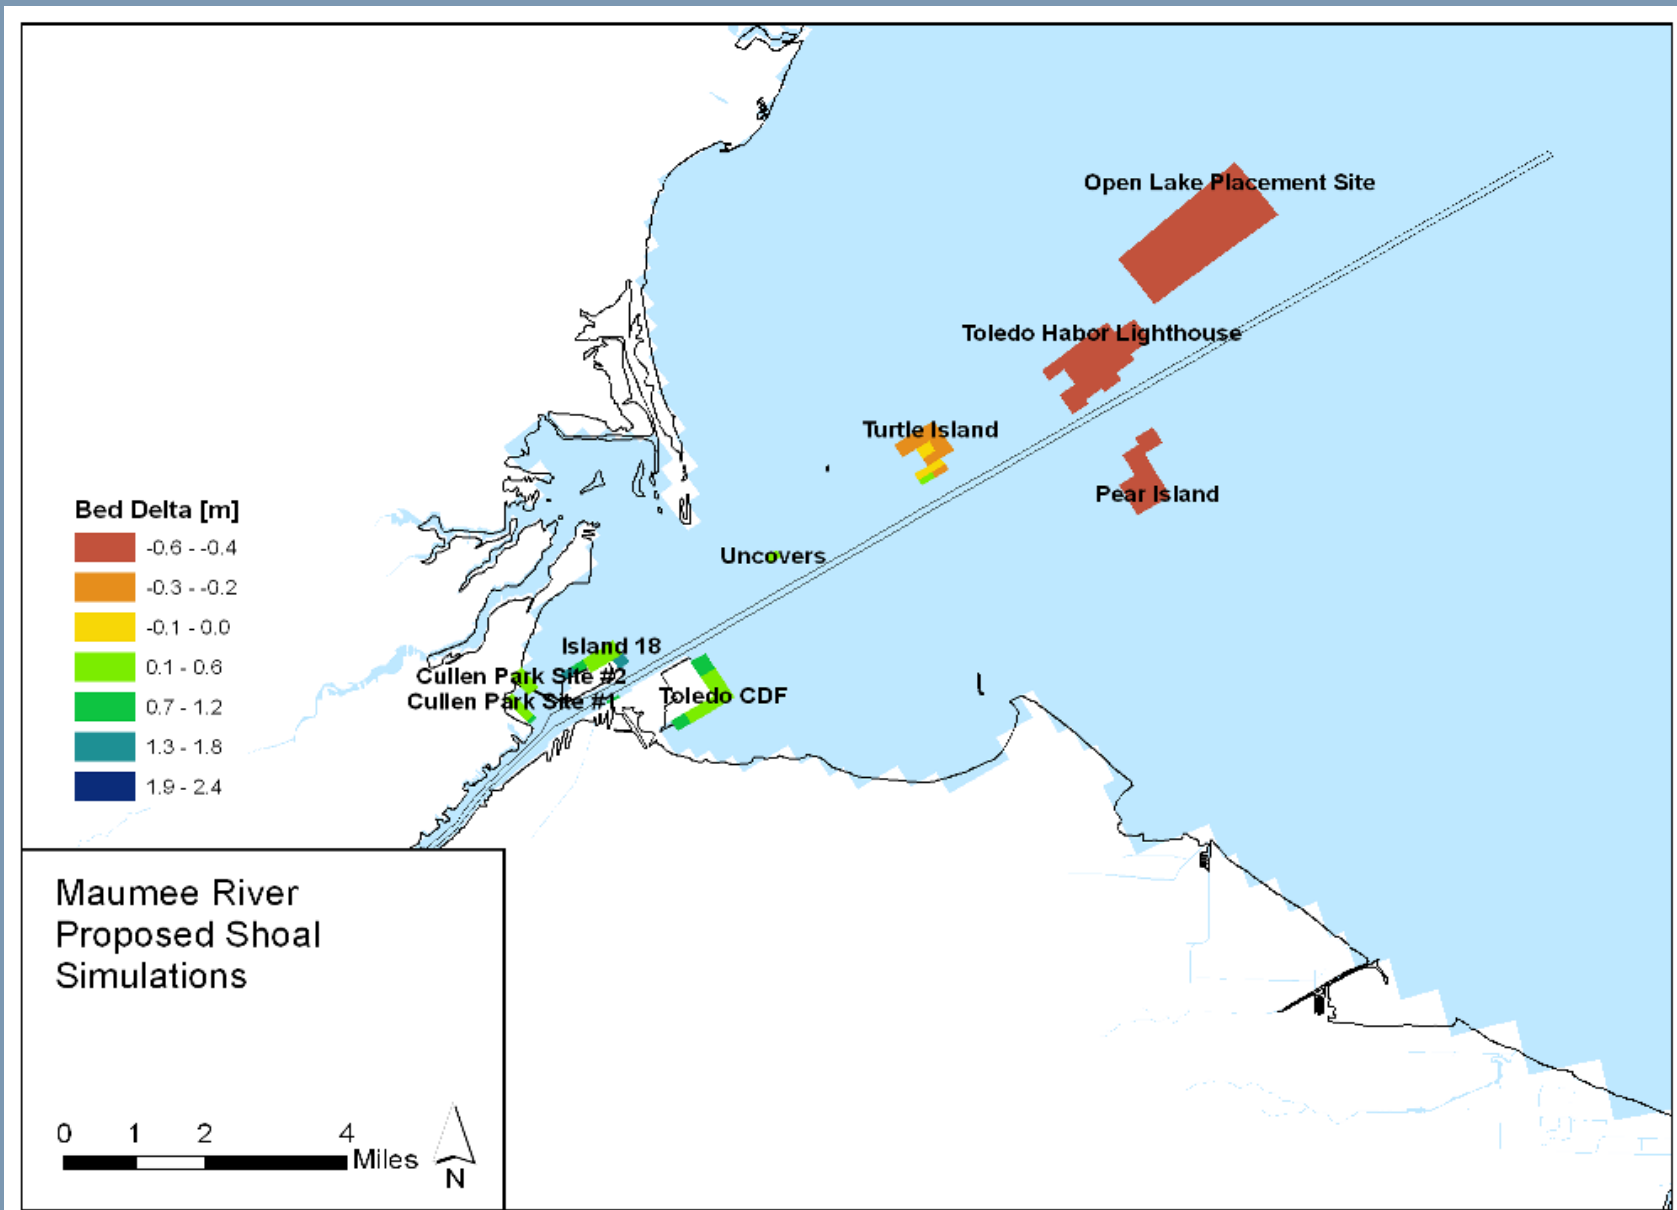 Open Lake Placement Site
Toledo Habor Lighthouse
Turtle Island
Pear Island
Uncovers
Island 18
Cullen Park Site #2
Cullen Park Site #1
Toledo CDF
Bed Delta [m]
-0.6 - -0.4
-0.3 - -0.2
-0.1 - 0.0
0.1 - 0.6
0.7 - 1.2
1.3 - 1.8
1.9 - 2.4
Maumee River
Proposed Shoal
Simulations
0 1 2 4
Miles
N